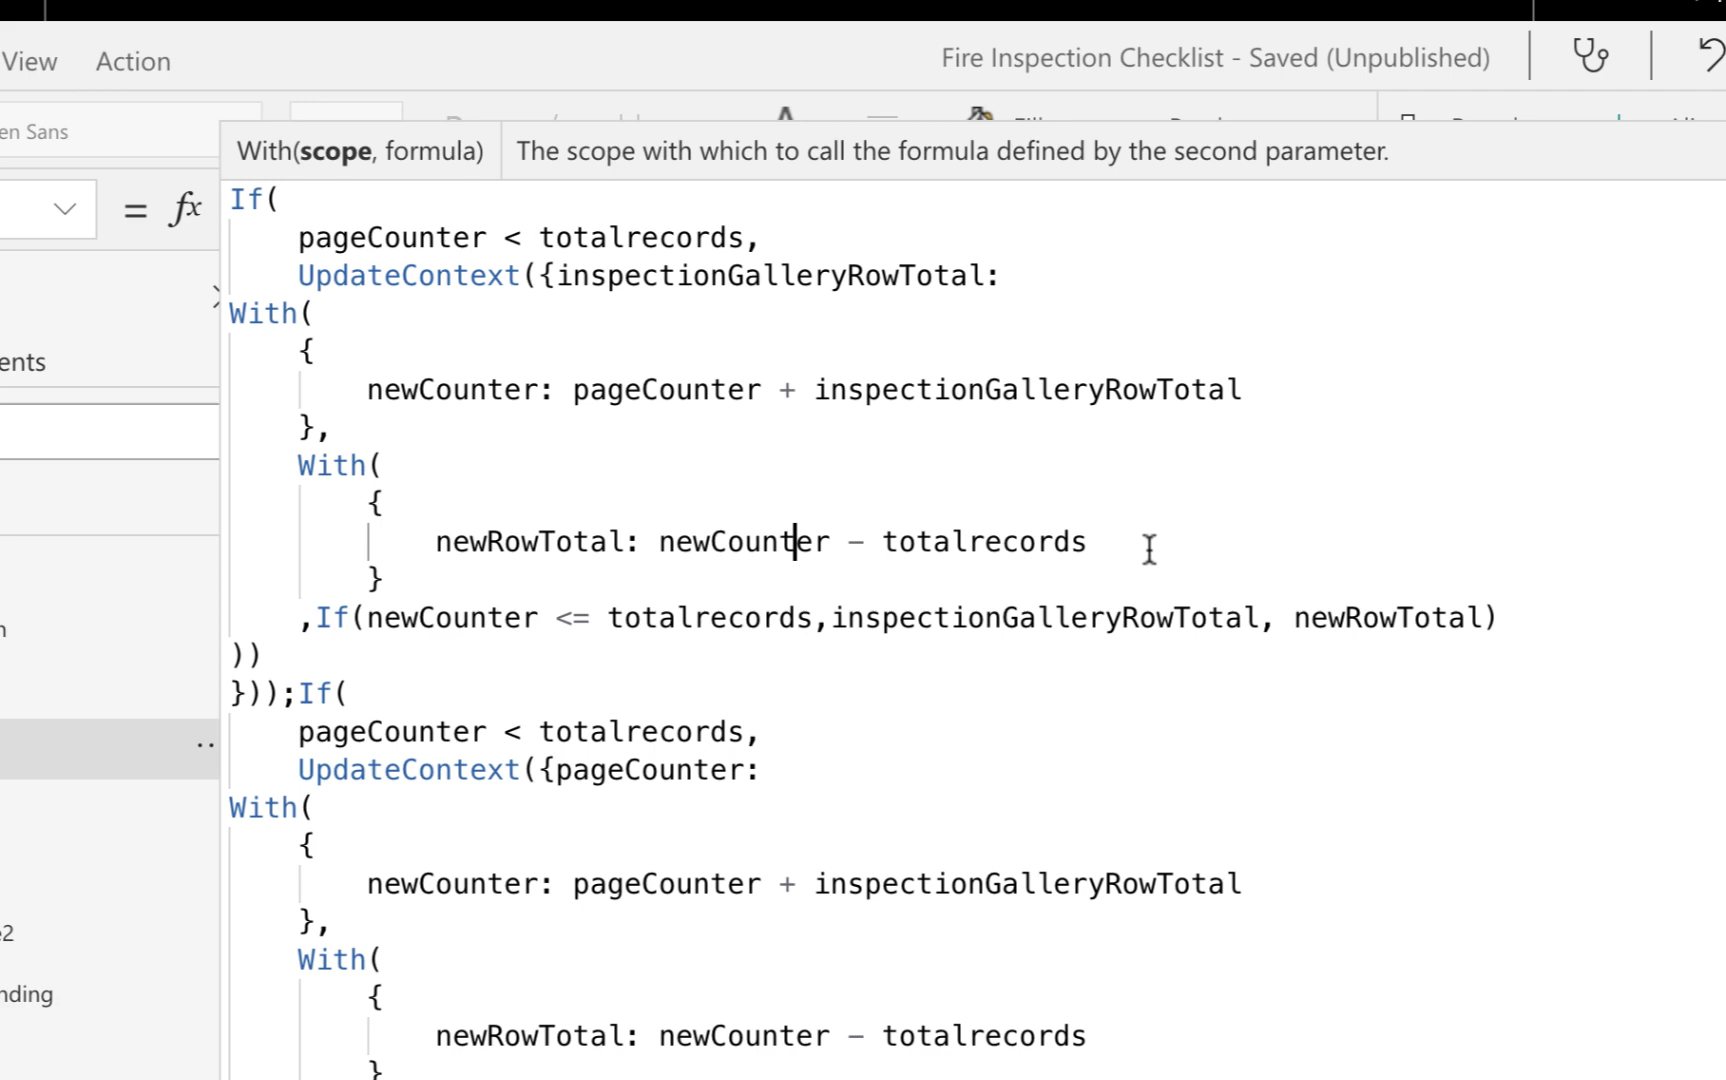 View Action Fire Inspection Checklist - Saved (Unpublished)
en Sans
With(scope, formula) The scope with which to call the formula defined by the second parameter.
= fx
If(
pageCounter < totalrecords,
UpdateContext({inspectionGalleryRowTotal:
With(
{
ents
newCounter: pageCounter + inspectionGalleryRowTotal
},
With(
{
newRowTotal: newCounter - totalrecords
}
,If(newCounter <= totalrecords,inspectionGalleryRowTotal, newRowTotal)
n
))
}));If(
pageCounter < totalrecords,
UpdateContext({pageCounter:
With(
{
newCounter: pageCounter + inspectionGalleryRowTotal
},
e2
With(
{
nding
newRowTotal: newCounter - totalrecords
}